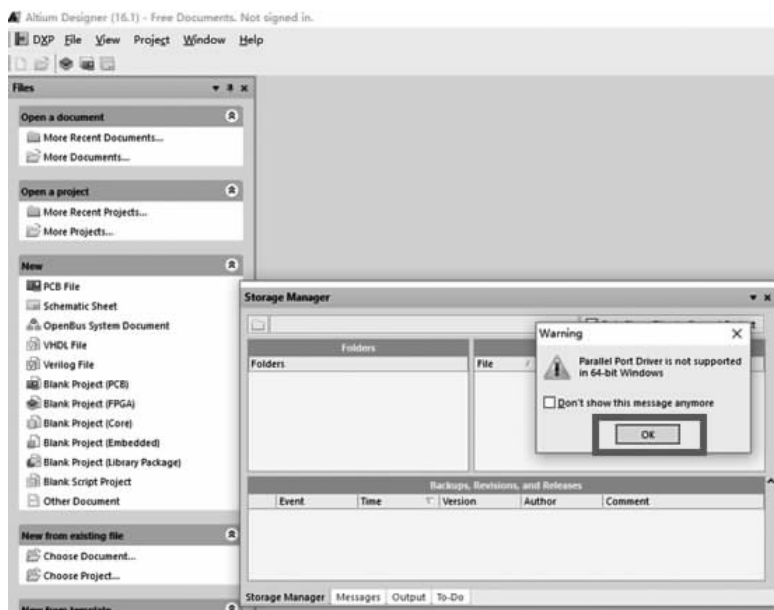 Altium Designer (16.1) - Free Documents. Not signed in.
DXP File View Project Window Help
Files
Open a document
More Recent Documents...
More Documents...
Open a project
More Recent Projects...
More Projects...
New
PCB File
Schematic Sheet
OpenBus System Document
VHDL File
Verilog File
Blank Project (PCB)
Blank Project (FPGA)
Blank Project (Core)
Blank Project (Embedded)
Blank Project (Library Package)
Blank Script Project
Other Document
New from existing file
Choose Document...
Choose Project...
New from template
Storage Manager
Folders
Folders
File /
Warning
Parallel Port Driver is not supported
in 64-bit Windows
Don't show this message anymore
OK
Backups, Revisions, and Releases
Event Time Version Author Comment
Storage Manager Messages Output To-Do